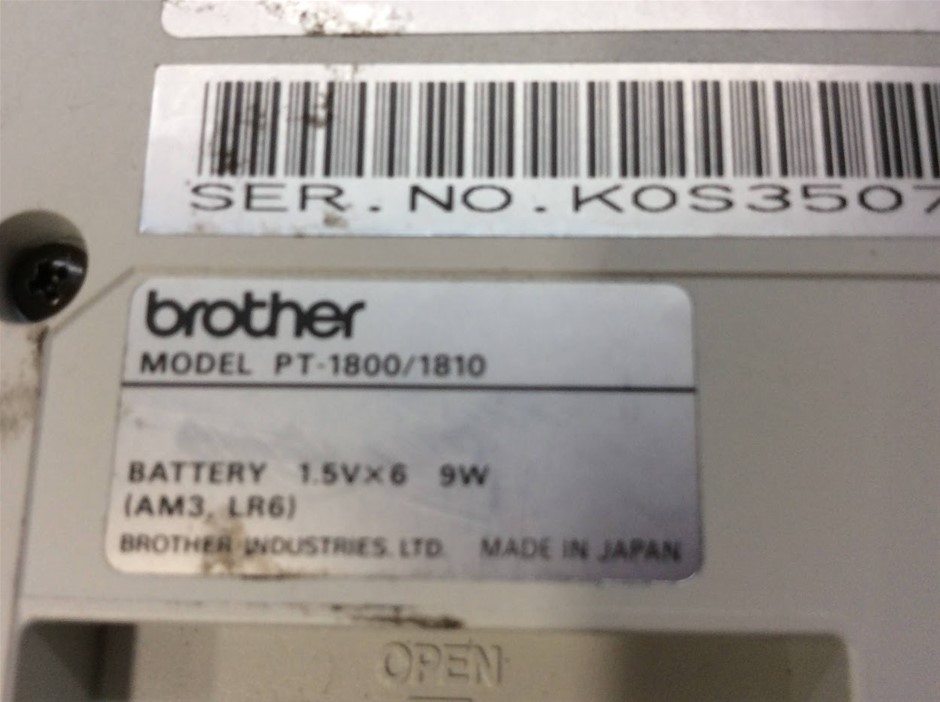 SER.NO.K0S3507
brother
MODEL PT-1800/1810
BATTERY 1.5V×6 9W
(AM3, LR6)
BROTHER INDUSTRIES. LTD. MADE IN JAPAN
OPEN